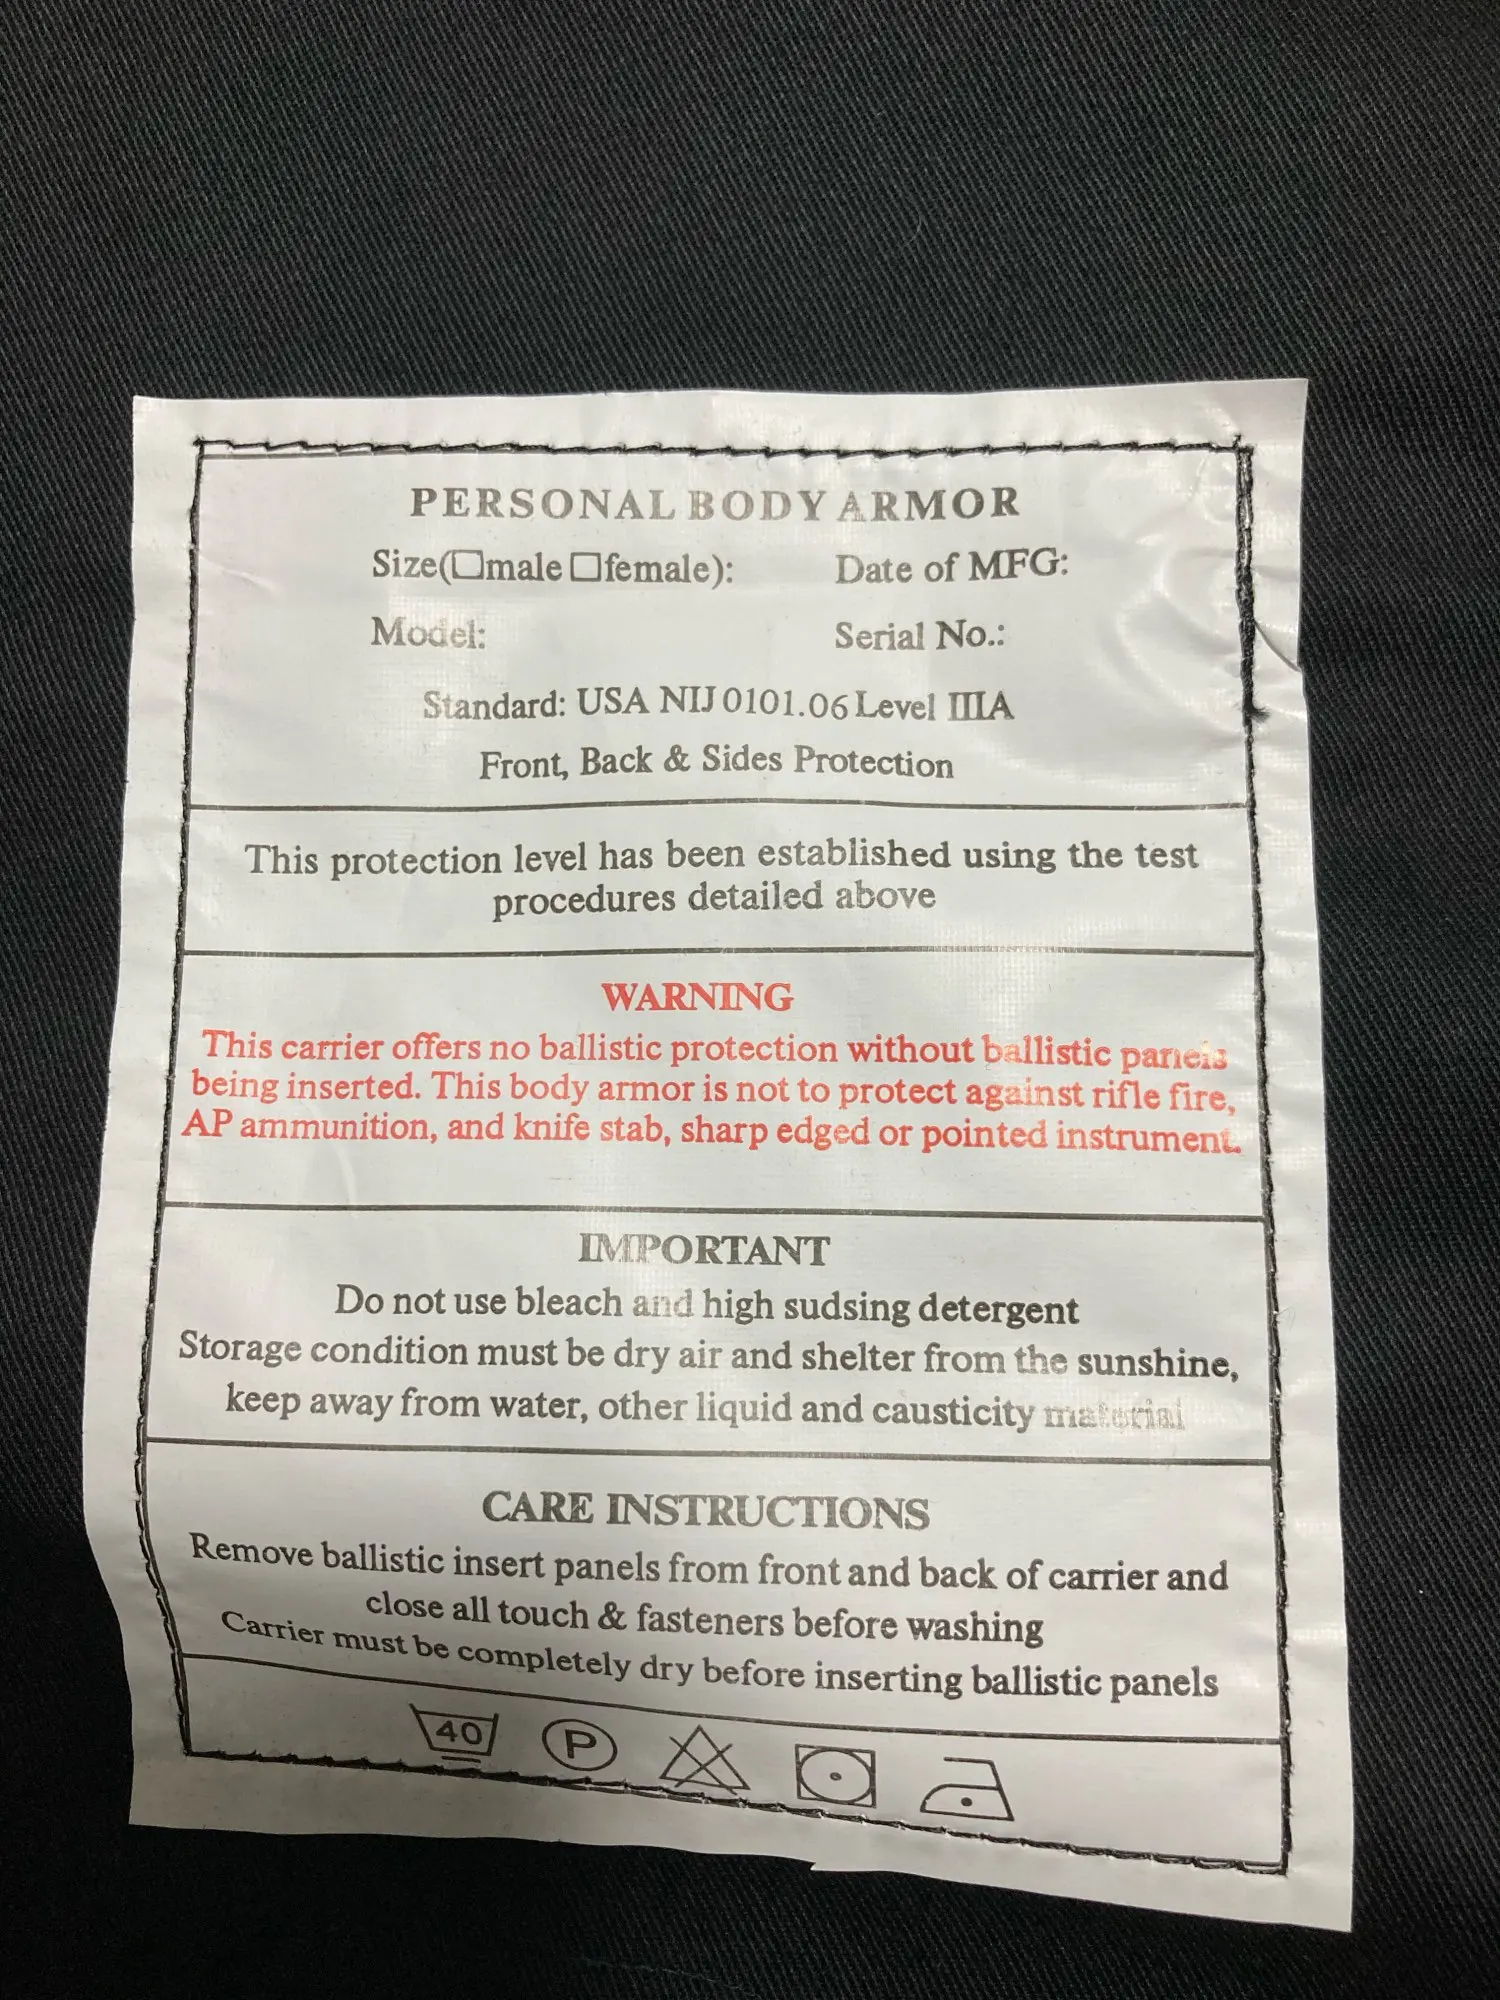 PERSONAL BODY ARMOR
Size(☐male ☐female): Date of MFG:
Model: Serial No.:
Standard: USA NIJ 0101.06 Level IIIA
Front, Back & Sides Protection
This protection level has been established using the test
procedures detailed above
WARNING
This carrier offers no ballistic protection without ballistic panels
being inserted. This body armor is not to protect against rifle fire,
AP ammunition, and knife stab, sharp edged or pointed instrument.
IMPORTANT
Do not use bleach and high sudsing detergent
Storage condition must be dry air and shelter from the sunshine,
keep away from water, other liquid and causticity material
CARE INSTRUCTIONS
Remove ballistic insert panels from front and back of carrier and
close all touch & fasteners before washing
Carrier must be completely dry before inserting ballistic panels
40 P